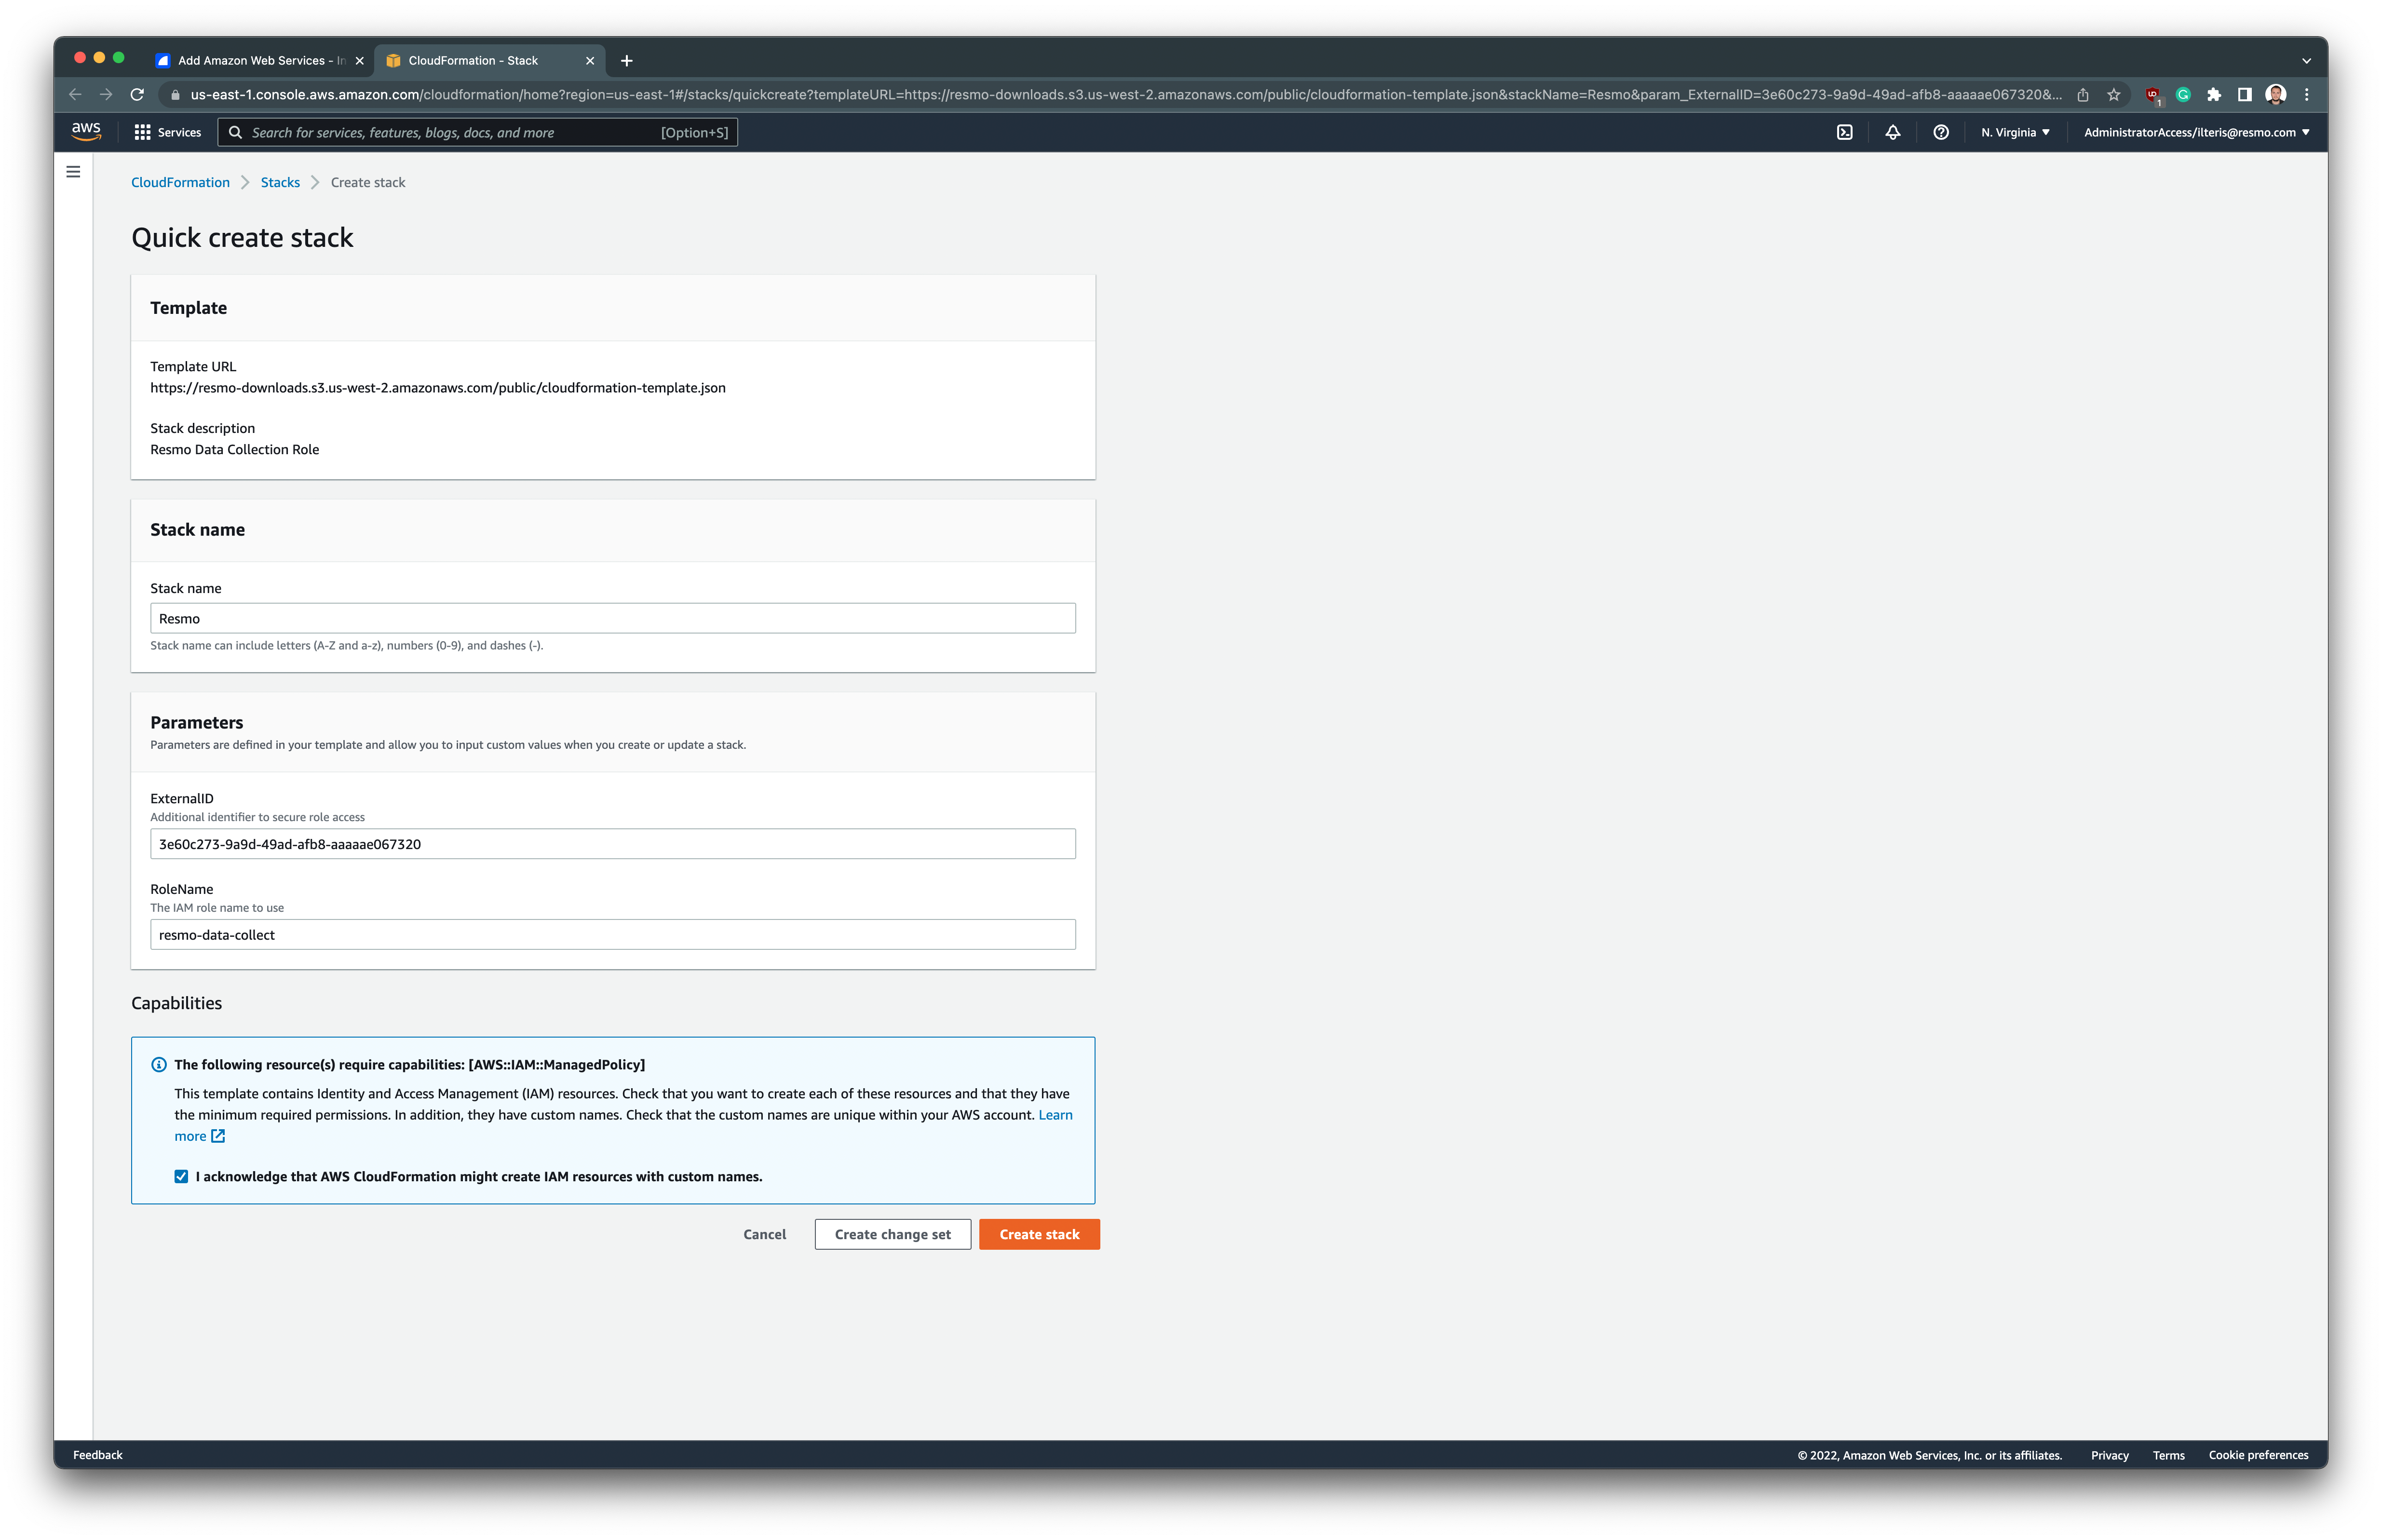 Add Amazon Web Services - In
CloudFormation - Stack
us-east-1.console.aws.amazon.com/cloudformation/home?region=us-east-1#/stacks/quickcreate?templateURL=https://resmo-downloads.s3.us-west-2.amazonaws.com/public/cloudformation-template.json&stackName=Resmo&param_ExternalID=3e60c273-9a9d-49ad-afb8-aaaaae067320&...
1
aws
Services
Search for services, features, blogs, docs, and more
[Option+S]
N. Virginia
AdministratorAccess/ilteris@resmo.com
CloudFormation
Stacks
Create stack
Quick create stack
Template
Template URL
https://resmo-downloads.s3.us-west-2.amazonaws.com/public/cloudformation-template.json
Stack description
Resmo Data Collection Role
Stack name
Stack name
Resmo
Stack name can include letters (A-Z and a-z), numbers (0-9), and dashes (-).
Parameters
Parameters are defined in your template and allow you to input custom values when you create or update a stack.
ExternalID
Additional identifier to secure role access
3e60c273-9a9d-49ad-afb8-aaaaae067320
RoleName
The IAM role name to use
resmo-data-collect
Capabilities
The following resource(s) require capabilities: [AWS::IAM::ManagedPolicy]
This template contains Identity and Access Management (IAM) resources. Check that you want to create each of these resources and that they have
the minimum required permissions. In addition, they have custom names. Check that the custom names are unique within your AWS account. Learn
more
I acknowledge that AWS CloudFormation might create IAM resources with custom names.
Cancel
Create change set
Create stack
Feedback
© 2022, Amazon Web Services, Inc. or its affiliates.
Privacy
Terms
Cookie preferences